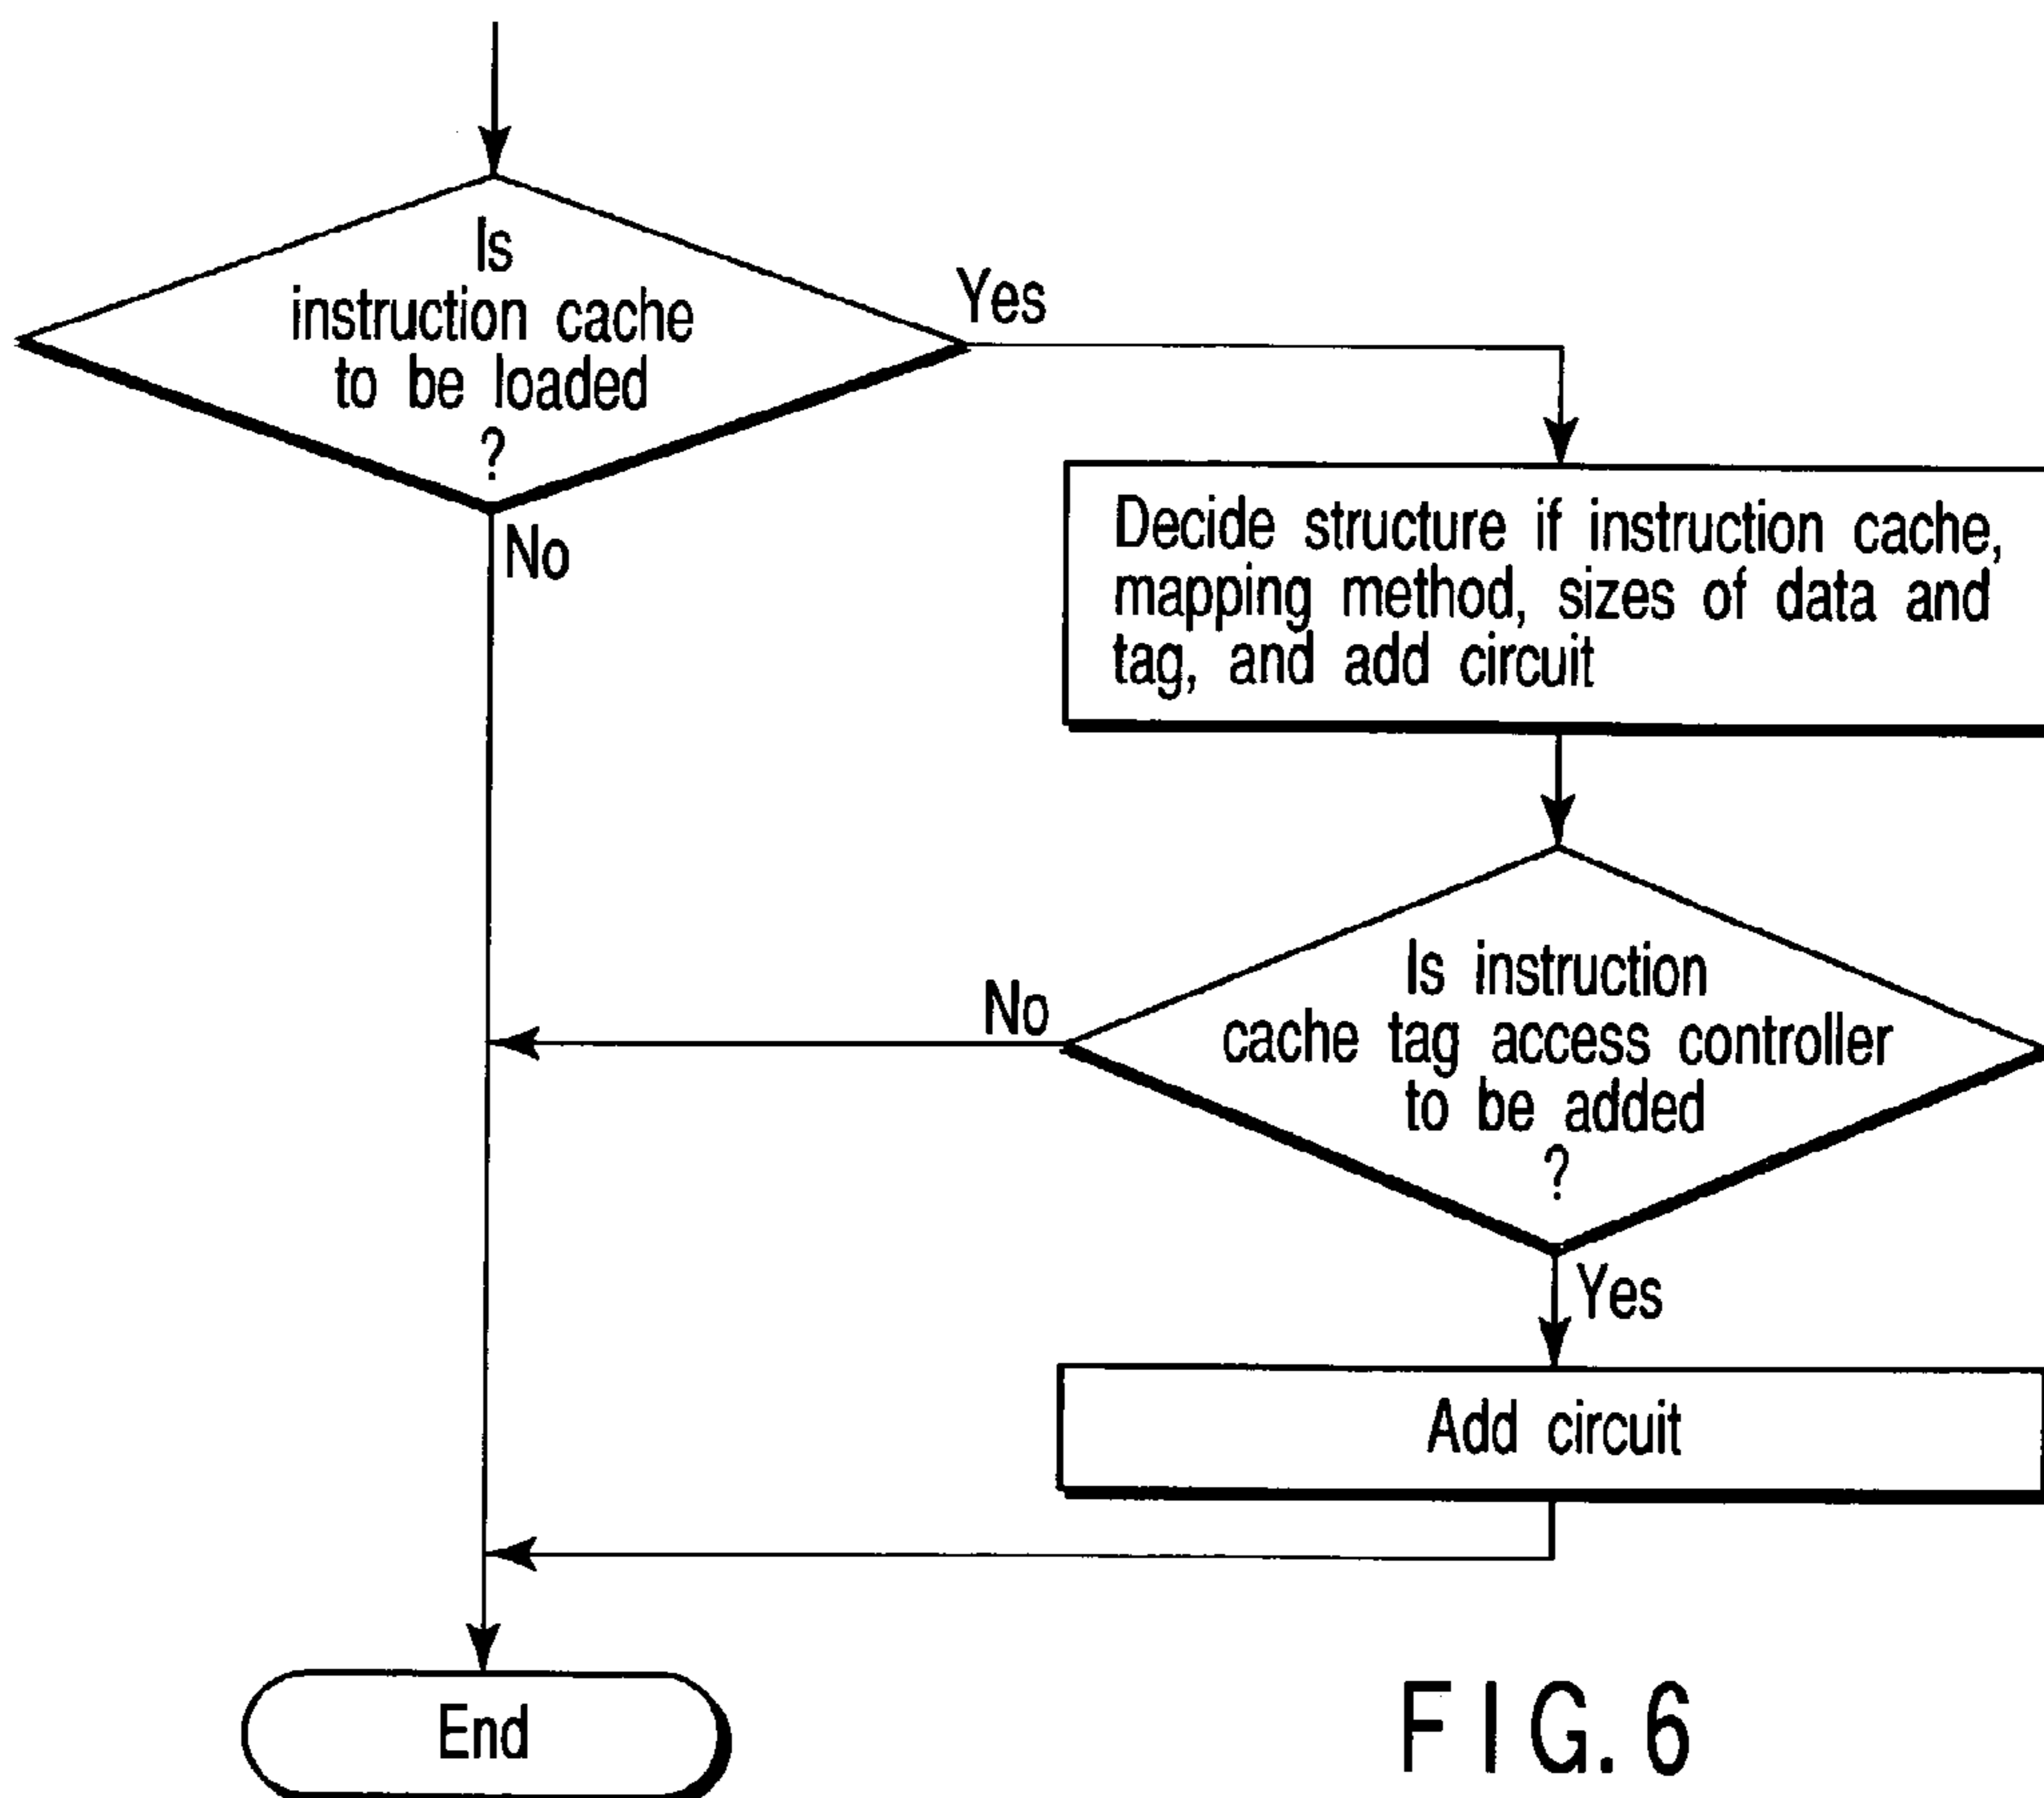 Is
instruction cache
to be loaded
?
Yes
No
Decide structure if instruction cache,
mapping method, sizes of data and
tag, and add circuit
Is instruction
cache tag access controller
to be added
?
No
Yes
Add circuit
End
FIG. 6